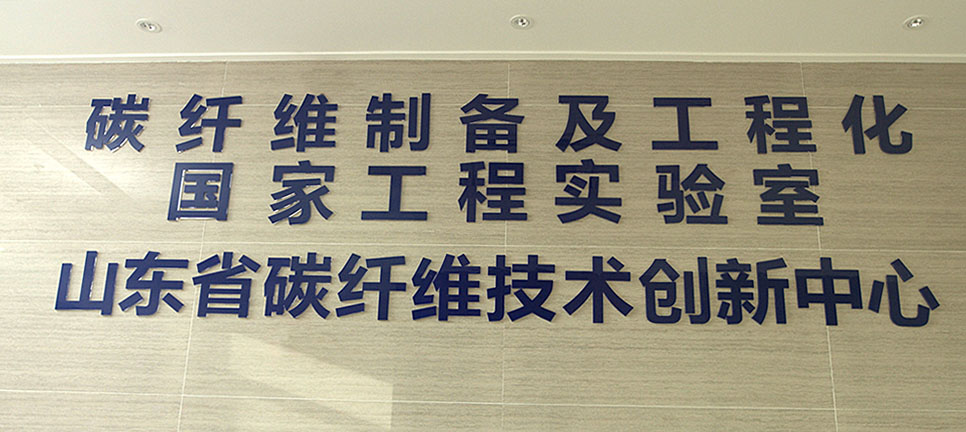 碳纤维制备及工程化
国家工程实验室
山东省碳纤维技术创新中心